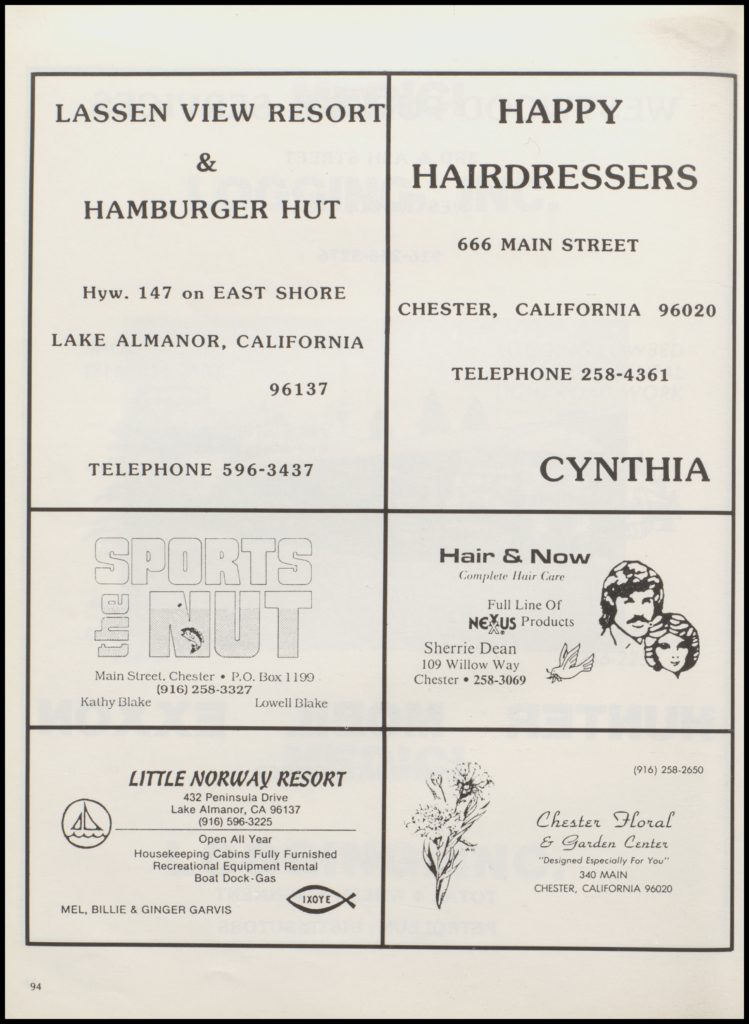 LASSEN VIEW RESORT
&
HAMBURGER HUT
Hyw. 147 on EAST SHORE
LAKE ALMANOR, CALIFORNIA
96137
TELEPHONE 596-3437
HAPPY
HAIRDRESSERS
666 MAIN STREET
CHESTER, CALIFORNIA 96020
TELEPHONE 258-4361
CYNTHIA
SPORTS
the NUT
Main Street, Chester • P.O. Box 1199
(916) 258-3327
Kathy Blake Lowell Blake
Hair & Now
Complete Hair Care
Full Line Of
NEXXUS Products
Sherrie Dean
109 Willow Way
Chester • 258-3069
LITTLE NORWAY RESORT
432 Peninsula Drive
Lake Almanor, CA 96137
(916) 596-3225
Open All Year
Housekeeping Cabins Fully Furnished
Recreational Equipment Rental
Boat Dock-Gas
IXOYE
MEL, BILLIE & GINGER GARVIS
(916) 258-2650
Chester Floral
& Garden Center
"Designed Especially For You"
340 MAIN
CHESTER, CALIFORNIA 96020
94